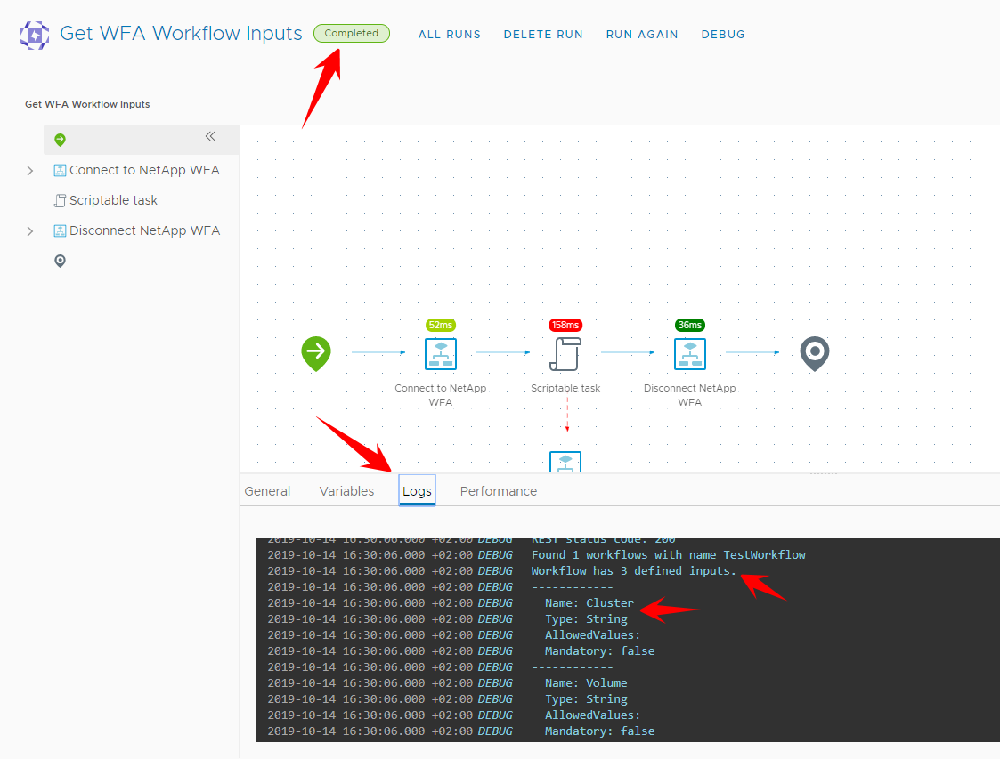 Get WFA Workflow Inputs Completed ALL RUNS DELETE RUN RUN AGAIN DEBUG
Get WFA Workflow Inputs
Connect to NetApp WFA
Scriptable task
Disconnect NetApp WFA
52ms 158ms 36ms
Connect to NetApp Scriptable task Disconnect NetApp
WFA WFA
General Variables Logs Performance
2019-10-14 16:30:06.000 +02:00 DEBUG REST status code: 200
2019-10-14 16:30:06.000 +02:00 DEBUG Found 1 workflows with name TestWorkflow
2019-10-14 16:30:06.000 +02:00 DEBUG Workflow has 3 defined inputs.
2019-10-14 16:30:06.000 +02:00 DEBUG ------------
2019-10-14 16:30:06.000 +02:00 DEBUG Name: Cluster
2019-10-14 16:30:06.000 +02:00 DEBUG Type: String
2019-10-14 16:30:06.000 +02:00 DEBUG AllowedValues:
2019-10-14 16:30:06.000 +02:00 DEBUG Mandatory: false
2019-10-14 16:30:06.000 +02:00 DEBUG ------------
2019-10-14 16:30:06.000 +02:00 DEBUG Name: Volume
2019-10-14 16:30:06.000 +02:00 DEBUG Type: String
2019-10-14 16:30:06.000 +02:00 DEBUG AllowedValues:
2019-10-14 16:30:06.000 +02:00 DEBUG Mandatory: false